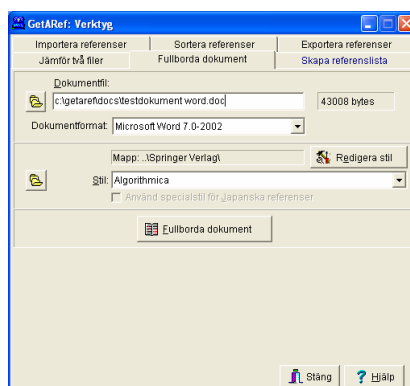 GetARef: Verktyg
Importera referenser Sortera referenser Exportera referenser
Jämför två filer Fullborda dokument Skapa referenslista
Dokumentfil:
c:\getaref\docs\testdokument word.doc 43008 bytes
Dokumentformat: Microsoft Word 7.0-2002
Mapp: ..\Springer Verlag\ Redigera stil
Stil: Algorithmica
Använd specialstil för Japanska referenser
Fullborda dokument
Stäng Hjälp